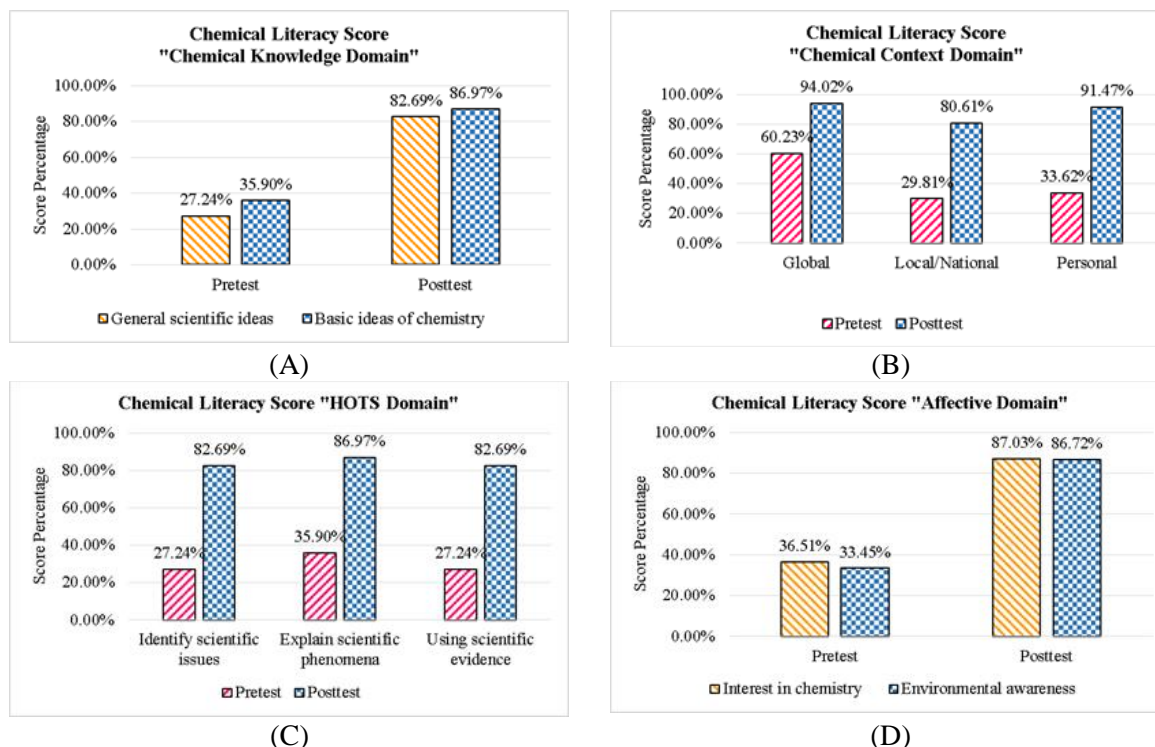 Chemical Literacy Score
"Chemical Knowledge Domain"
Score Percentage
100.00%
80.00%
60.00%
40.00%
20.00%
0.00%
27.24%
35.90%
82.69%
86.97%
Pretest
Posttest
General scientific ideas
Basic ideas of chemistry
(A)
Chemical Literacy Score
"Chemical Context Domain"
Score Percentage
100.00%
80.00%
60.00%
40.00%
20.00%
0.00%
60.23%
94.02%
29.81%
80.61%
33.62%
91.47%
Global
Local/National
Personal
Pretest
Posttest
(B)
Chemical Literacy Score "HOTS Domain"
Score Percentage
100.00%
80.00%
60.00%
40.00%
20.00%
0.00%
27.24%
82.69%
35.90%
86.97%
27.24%
82.69%
Identify scientific
issues
Explain scientific
phenomena
Using scientific
evidence
Pretest
Posttest
(C)
Chemical Literacy Score "Affective Domain"
Score Percentage
100.00%
80.00%
60.00%
40.00%
20.00%
0.00%
36.51%
33.45%
87.03%
86.72%
Pretest
Posttest
Interest in chemistry
Environmental awareness
(D)